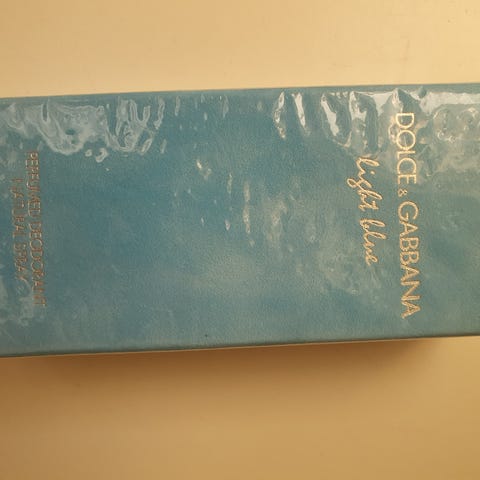 DOLCE & GABBANA
light blue
PERFUMED DEODORANT
NATURAL SPRAY